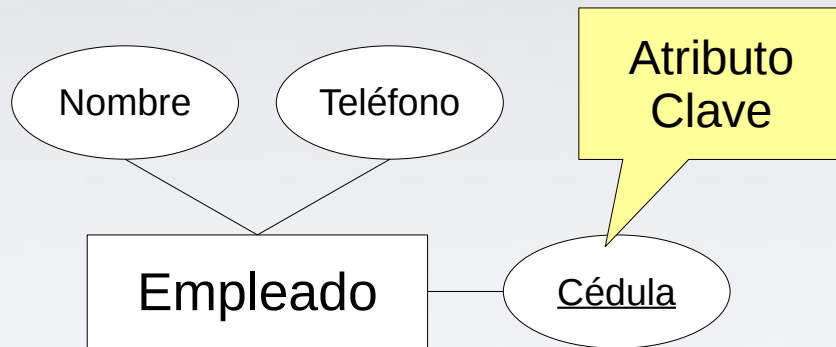 Atributo
Clave
Nombre
Teléfono
Empleado
Cédula